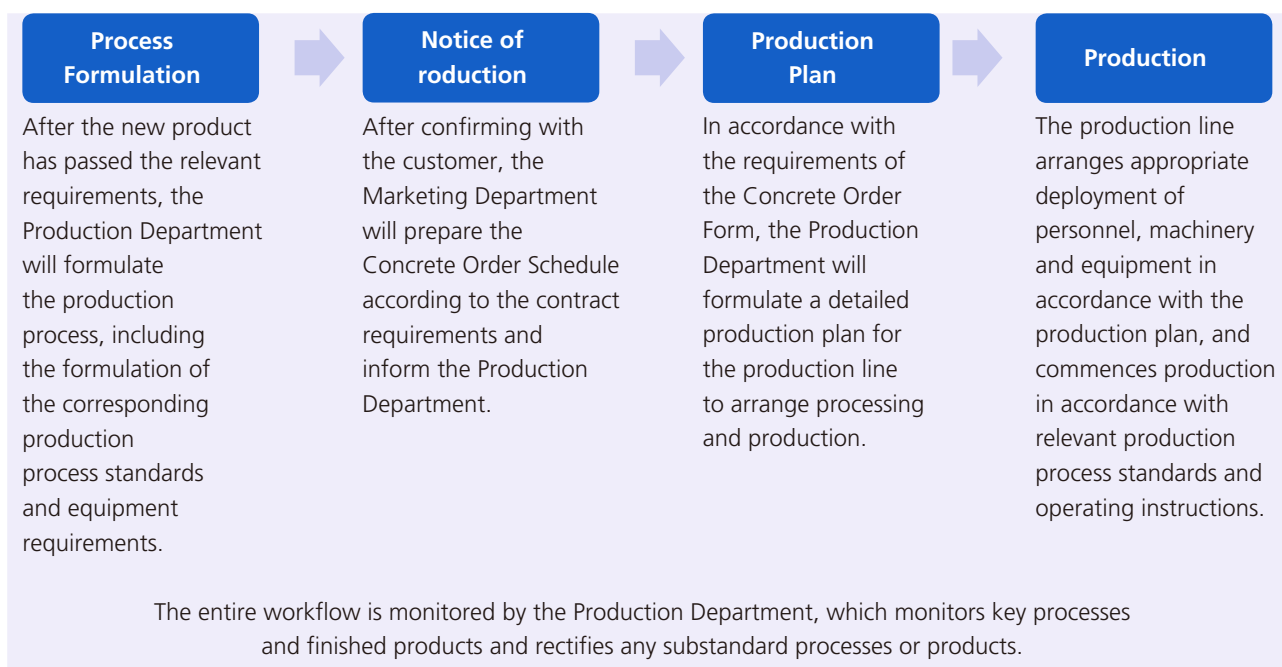 Process
Formulation
After the new product
has passed the relevant
requirements, the
Production Department
will formulate
the production
process, including
the formulation of
the corresponding
production
process standards
and equipment
requirements.
Notice of
roduction
After confirming with
the customer, the
Marketing Department
will prepare the
Concrete Order Schedule
according to the contract
requirements and
inform the Production
Department.
Production
Plan
In accordance with
the requirements of
the Concrete Order
Form, the Production
Department will
formulate a detailed
production plan for
the production line
to arrange processing
and production.
Production
The production line
arranges appropriate
deployment of
personnel, machinery
and equipment in
accordance with the
production plan, and
commences production
in accordance with
relevant production
process standards and
operating instructions.
The entire workflow is monitored by the Production Department, which monitors key processes
and finished products and rectifies any substandard processes or products.